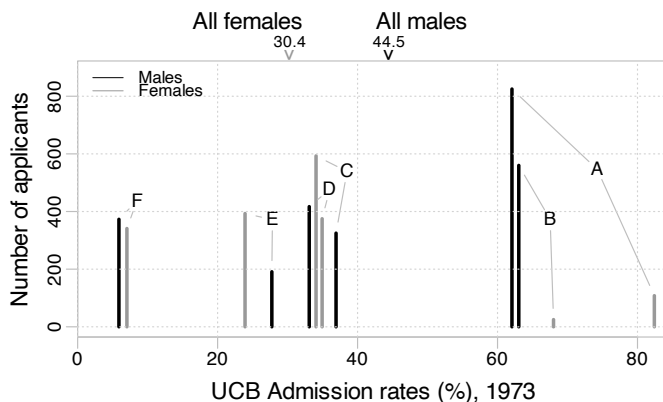 All females All males
30.4 44.5
Males
Females
Number of applicants
800
600
400
200
0
F
E
D
C
B
A
0 20 40 60 80
UCB Admission rates (%), 1973